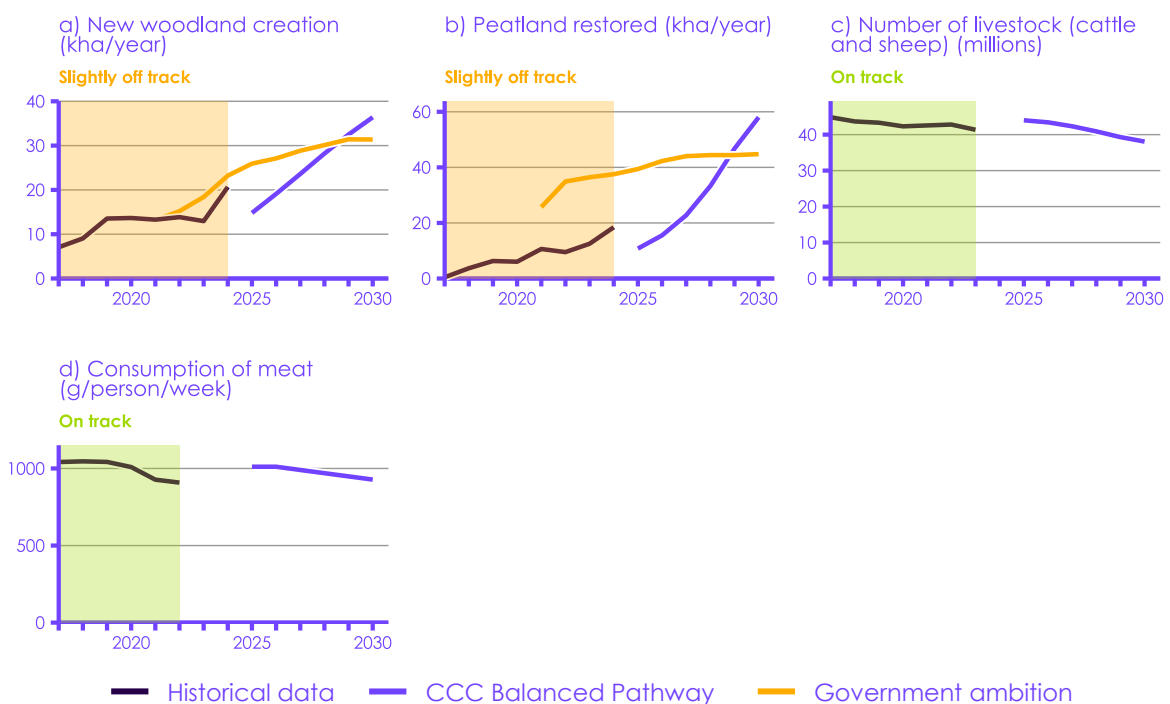 a) New woodland creation
(kha/year)
Slightly off track
40
30
20
10
0
2020
2025
2030
b) Peatland restored (kha/year)
Slightly off track
60
40
20
0
2020
2025
2030
c) Number of livestock (cattle
and sheep) (millions)
On track
40
30
20
10
0
2020
2025
2030
d) Consumption of meat
(g/person/week)
On track
1000
500
0
2020
2025
2030
Historical data
CCC Balanced Pathway
Government ambition